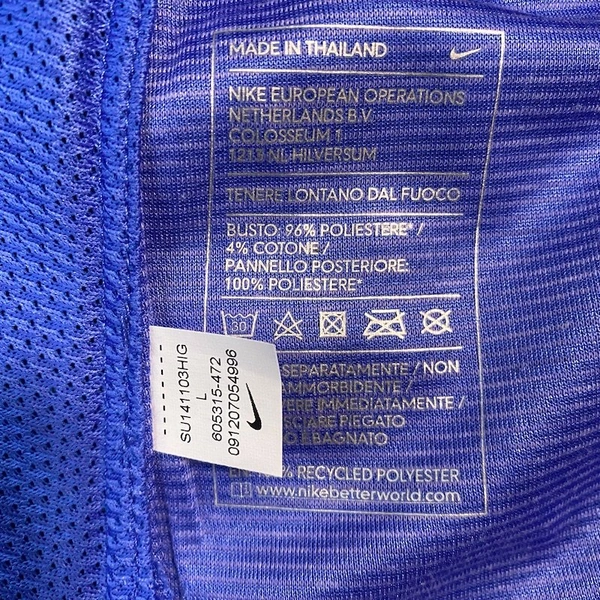 MADE IN THAILAND
NIKE EUROPEAN OPERATIONS
NETHERLANDS B.V.
COLOSSEUM 1
1213 NL HILVERSUM
TENERE LONTANO DAL FUOCO
BUSTO: 96% POLIESTERE* /
4% COTONE /
PANNELLO POSTERIORE:
100% POLIESTERE*
30
SEPARATAMENTE / NON
AMMORBIDENTE /
IMMEDIATAMENTE /
PIEGATO
BAGNATO
RECYCLED POLYESTER
www.nikebetterworld.com
SU141103HIG
L
605315-472
091207054996